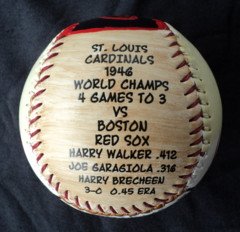 ST. LOUIS
CARDINALS
1946
WORLD CHAMPS
4 GAMES TO 3
VS
BOSTON
RED SOX
HARRY WALKER .412
JOE GARAGIOLA .316
HARRY BRECHEEN
3-0 0.45 ERA